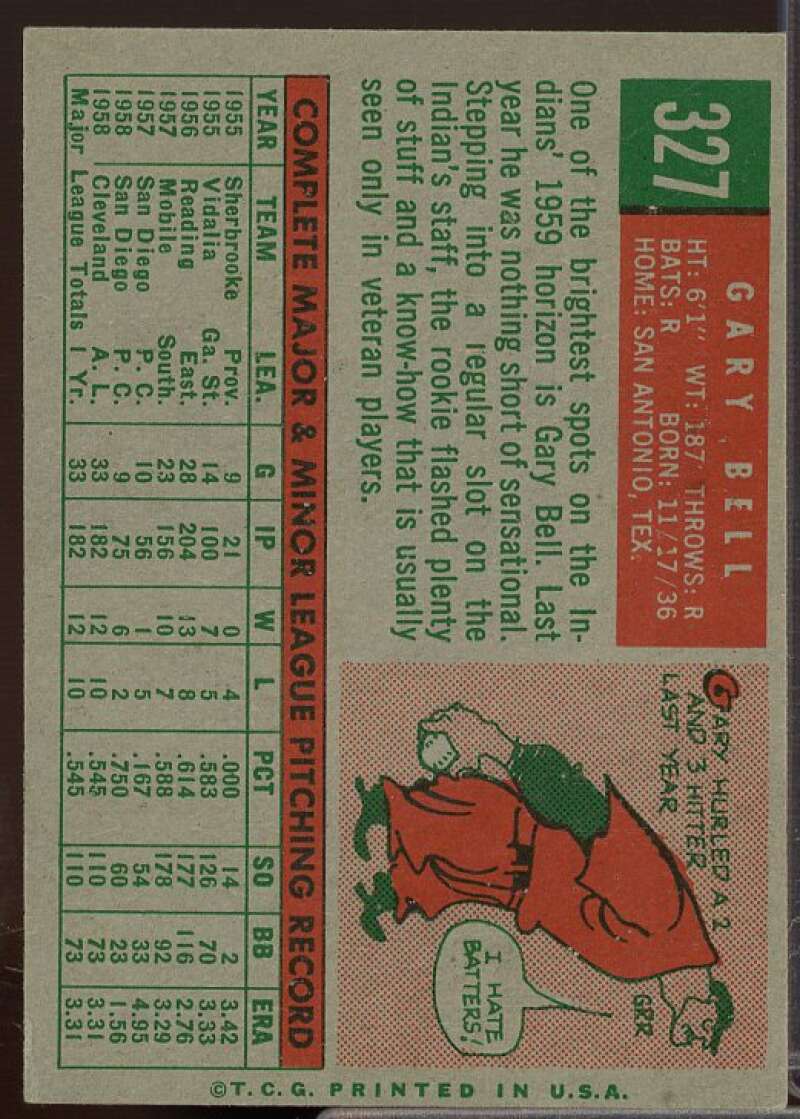 327
GARY BELL
HT: 6'1" WT: 187 THROWS: R
BATS: R BORN: 11/17/36
HOME: SAN ANTONIO, TEX.
One of the brightest spots on the In-
dians' 1959 horizon is Gary Bell. Last
year he was nothing short of sensational.
Stepping into a regular slot on the
Indian's staff, the rookie flashed plenty
of stuff and a know-how that is usually
seen only in veteran players.
GARY HURLED A 2
AND 3 HITTER
LAST YEAR
GRR
I HATE
BATTERS!
COMPLETE MAJOR & MINOR LEAGUE PITCHING RECORD
YEAR TEAM LEA. G IP W L PCT SO BB ERA
1955 Sherbrooke Prov. 9 21 0 4 .000 14 2 3.42
1955 Vidalia Ga. St. 14 100 7 5 .583 126 70 3.33
1956 Reading East. 28 204 13 8 .614 177 116 2.76
1957 Mobile South. 23 156 10 7 .588 178 92 3.29
1957 San Diego P.C. 10 56 1 5 .167 54 33 4.95
1958 San Diego P.C. 9 75 6 2 .750 60 23 1.56
1958 Cleveland A.L. 33 182 12 10 .545 110 73 3.31
Major League Totals 1 Yr. 33 182 12 10 .545 110 73 3.31
©T.C.G. PRINTED IN U.S.A.